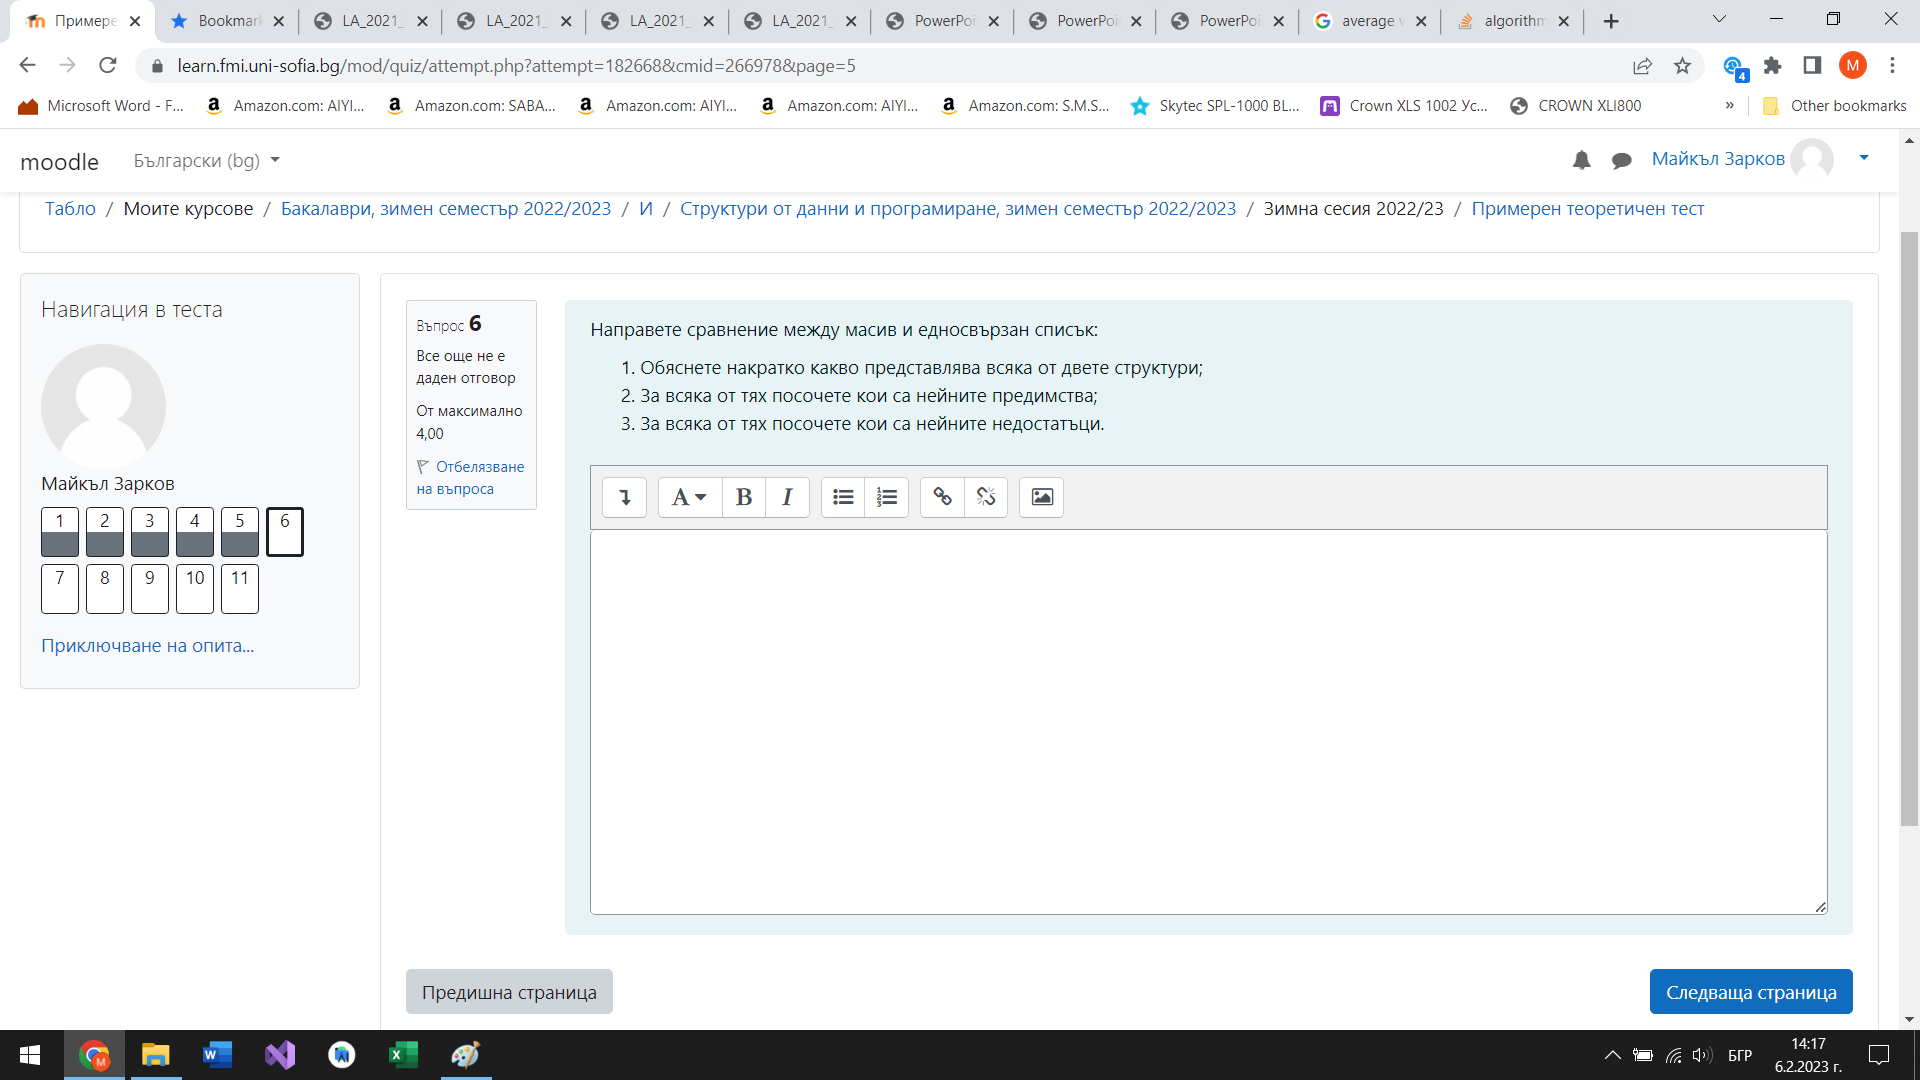 Примере
Bookmar
LA_2021_
LA_2021_
LA_2021_
LA_2021_
PowerPoi
PowerPoi
PowerPoi
average
algorithm
learn.fmi.uni-sofia.bg/mod/quiz/attempt.php?attempt=182668&cmid=266978&page=5
4
M
Microsoft Word - F...
Amazon.com: AIYI...
Amazon.com: SABA...
Amazon.com: AIYI...
Amazon.com: AIYI...
Amazon.com: S.M.S...
Skytec SPL-1000 BL...
Crown XLS 1002 Ус...
CROWN XLI800
»
Other bookmarks
moodle
Български (bg)
Майкъл Зарков
Табло / Моите курсове / Бакалаври, зимен семестър 2022/2023 / И / Структури от данни и програмиране, зимен семестър 2022/2023 / Зимна сесия 2022/23 / Примерен теоретичен тест
Навигация в теста
Майкъл Зарков
1 2 3 4 5 6
7 8 9 10 11
Приключване на опита...
Въпрос 6
Все още не е
даден отговор
От максимално
4,00
Отбелязване
на въпроса
Направете сравнение между масив и едносвързан списък:
1. Обяснете накратко какво представлява всяка от двете структури;
2. За всяка от тях посочете кои са нейните предимства;
3. За всяка от тях посочете кои са нейните недостатъци.
A B I
Предишна страница
Следваща страница
БГР
14:17
6.2.2023 г.